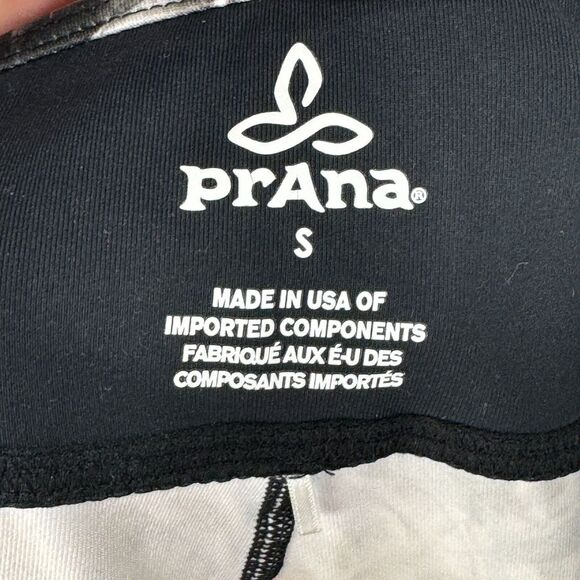 prAna®
S
MADE IN USA OF
IMPORTED COMPONENTS
FABRIQUÉ AUX É-U DES
COMPOSANTS IMPORTÉS